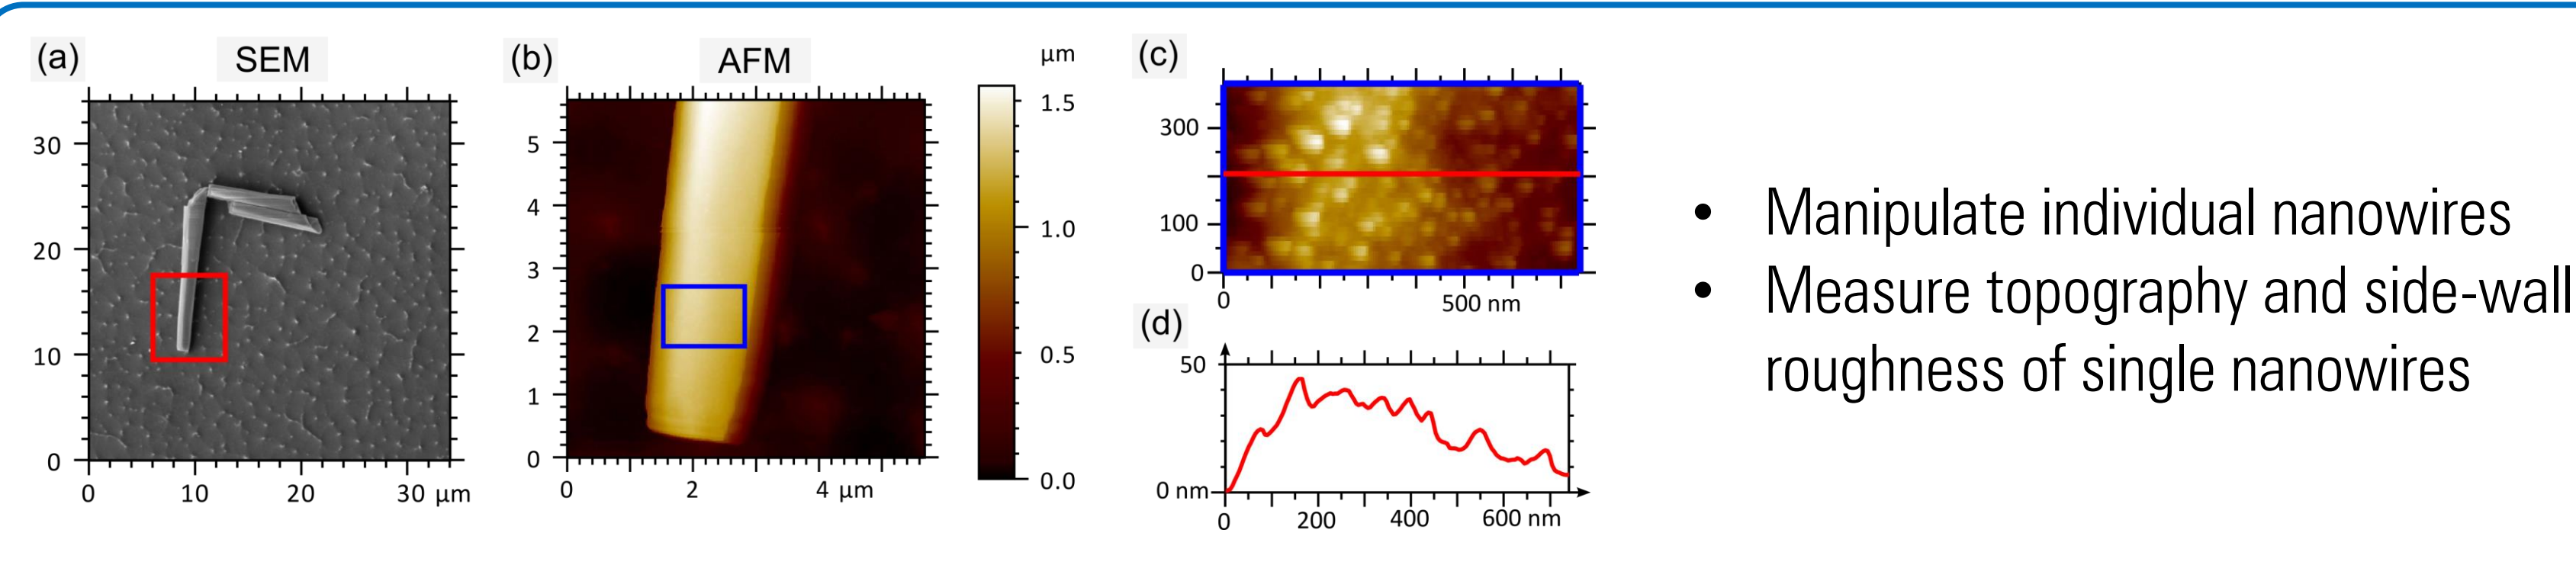 (a) SEM
30
20
10
0
0 10 20 30 µm
(b) AFM
5
4
3
2
1
0
0 2 4 µm
µm
1.5
1.0
0.5
0.0
(c)
300
100
0
0 500 nm
(d)
50
0 nm
0 200 400 600 nm
• Manipulate individual nanowires
• Measure topography and side-wall
roughness of single nanowires